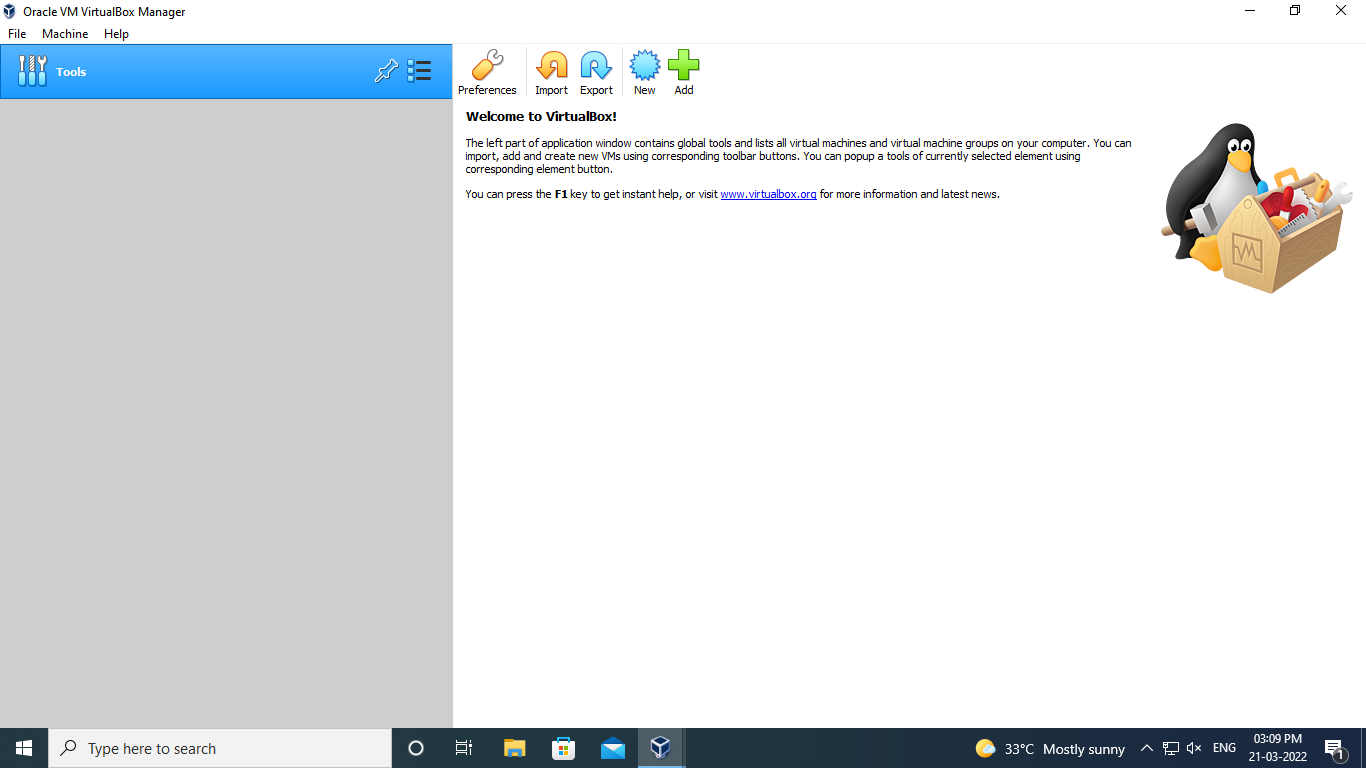 Oracle VM VirtualBox Manager
File Machine Help
Tools
Preferences Import Export New Add
Welcome to VirtualBox!
The left part of application window contains global tools and lists all virtual machines and virtual machine groups on your computer. You can
import, add and create new VMs using corresponding toolbar buttons. You can popup a tools of currently selected element using
corresponding element button.
You can press the F1 key to get instant help, or visit www.virtualbox.org for more information and latest news.
VM
Type here to search
33°C Mostly sunny
ENG
03:09 PM
21-03-2022
1